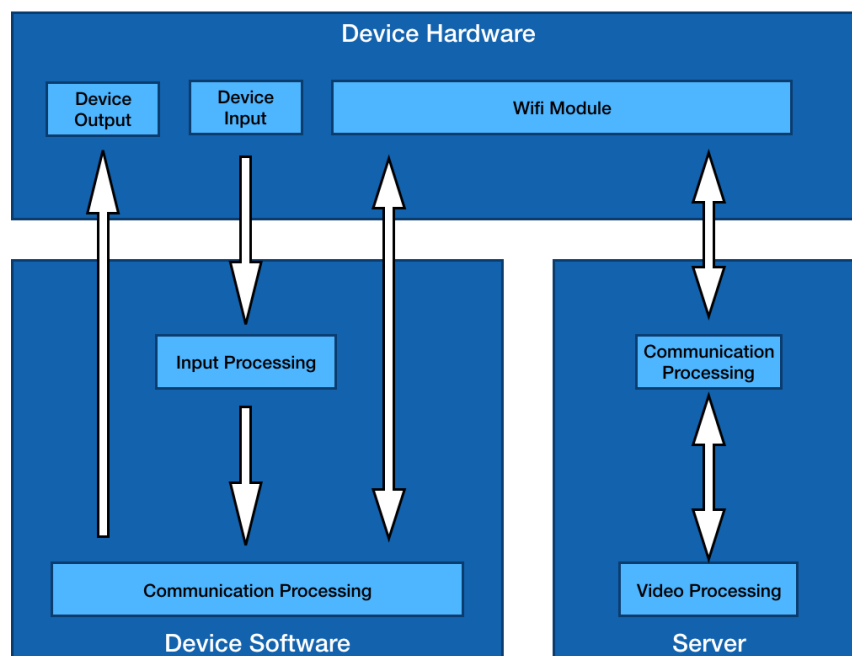 Device Hardware
Device
Output
Device
Input
Wifi Module
Input Processing
Communication
Processing
Communication Processing
Video Processing
Device Software
Server